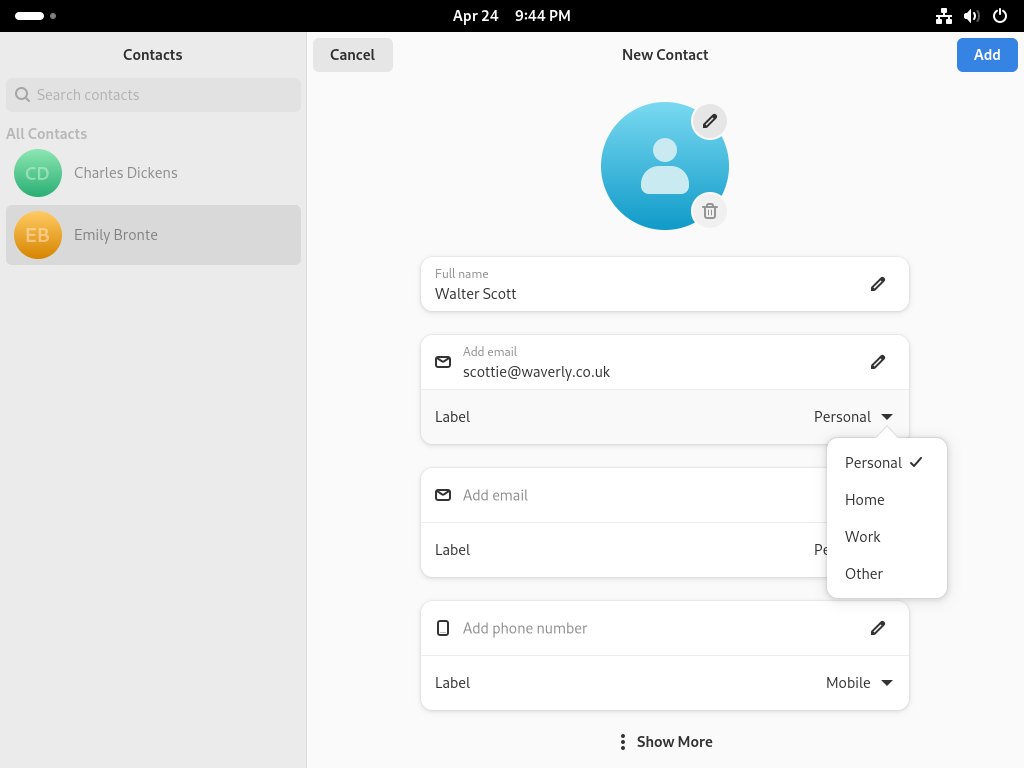 Apr 24 9:44 PM
Contacts
Search contacts
All Contacts
CD Charles Dickens
EB Emily Bronte
Cancel New Contact Add
Full name
Walter Scott
Add email
scottie@waverly.co.uk
Label Personal
Personal
Home
Work
Other
Add email
Label Pe
Add phone number
Label Mobile
Show More